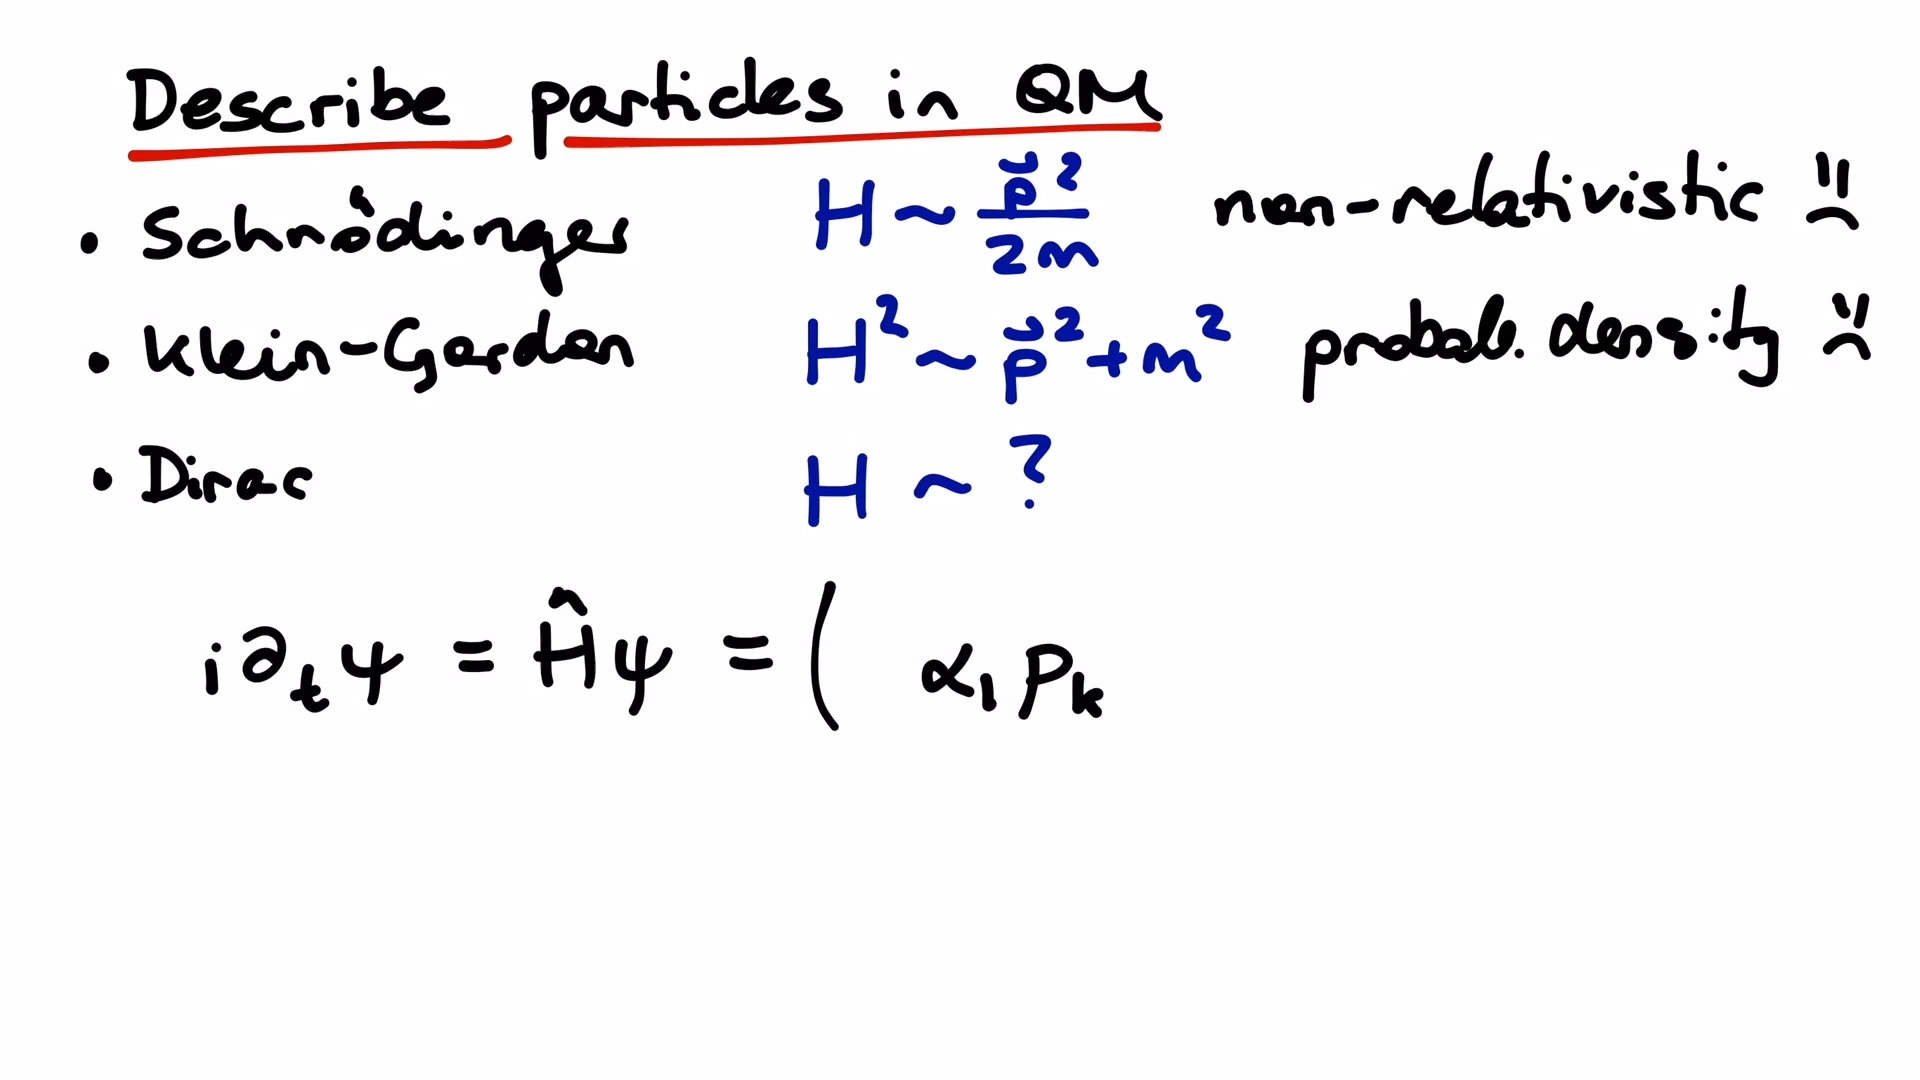 Describe particles in QM
• Schrödinger H ~ p⃗²/2m non-relativistic :(
• Klein-Gordon H² ~ p⃗² + m² probab. density :(
• Dirac H ~ ?
i∂ₜψ = Ĥψ = ( α₁ pₖ